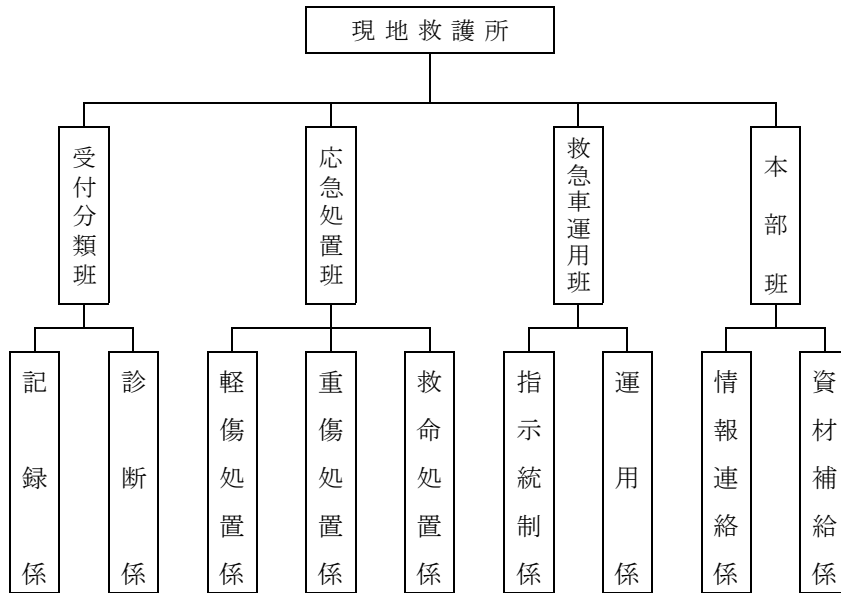 現地救護所
受付分類班
応急処置班
救急車運用班
本部班
記録係
診断係
軽傷処置係
重傷処置係
救命処置係
指示統制係
運用係
情報連絡係
資材補給係